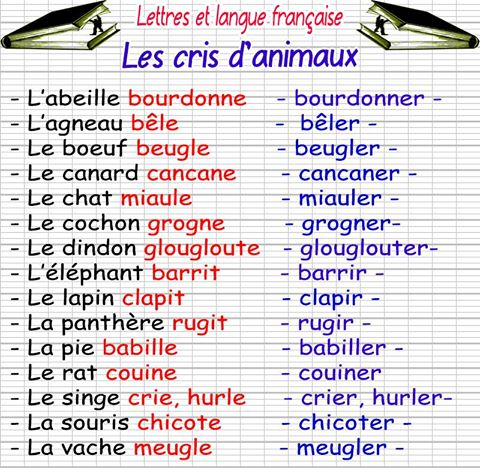 Lettres et langue française
Les cris d'animaux
- L'abeille bourdonne - bourdonner -
- L'agneau bêle - bêler -
- Le boeuf beugle - beugler -
- Le canard cancane - cancaner -
- Le chat miaule - miauler -
- Le cochon grogne - grogner-
- Le dindon glougloute - glouglouter-
- L'éléphant barrit - barrir -
- Le lapin clapit - clapir -
- La panthère rugit - rugir -
- La pie babille - babiller -
- Le rat couine - couiner
- Le singe crie, hurle - crier, hurler-
- La souris chicote - chicoter -
- La vache meugle - meugler -